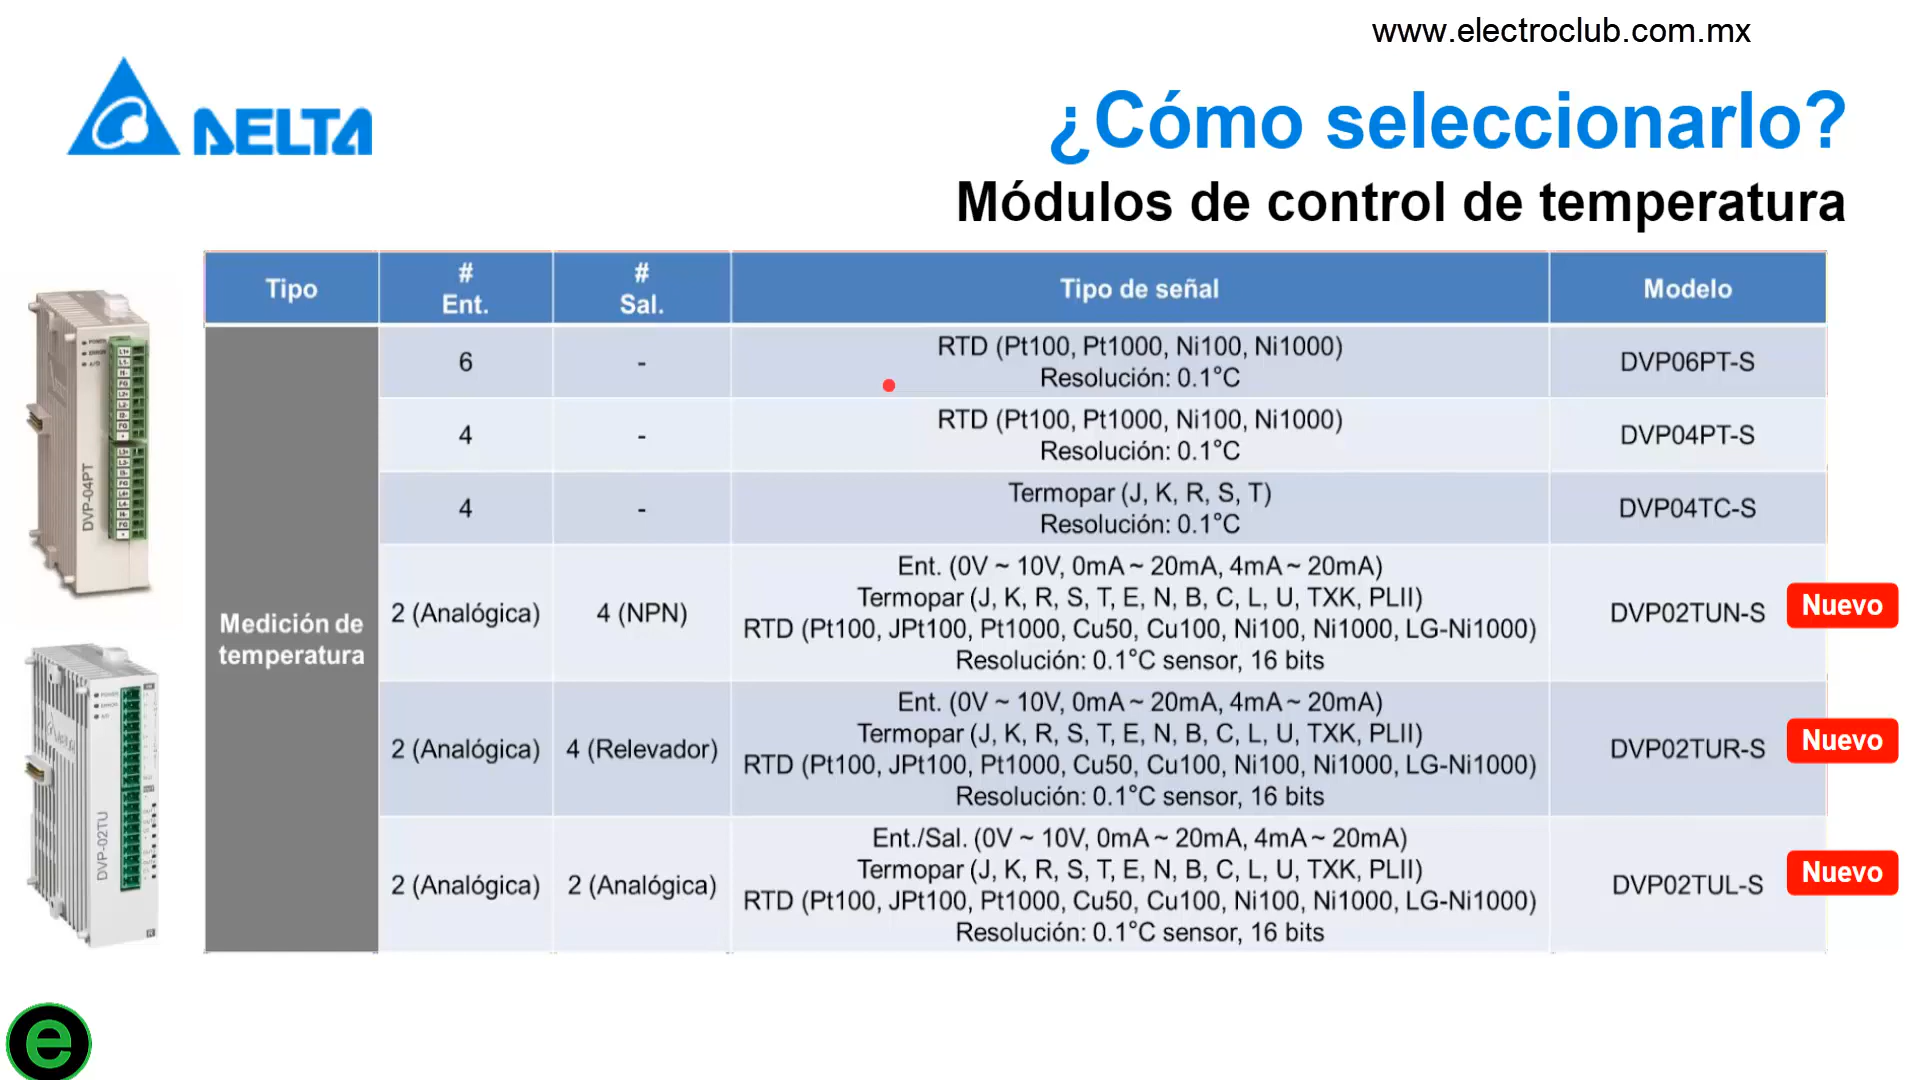 www.electroclub.com.mx
DELTA
¿Cómo seleccionarlo?
Módulos de control de temperatura
Tipo
#
Ent.
#
Sal.
Tipo de señal
Modelo
Medición de
temperatura
6
-
RTD (Pt100, Pt1000, Ni100, Ni1000)
Resolución: 0.1°C
DVP06PT-S
4
-
RTD (Pt100, Pt1000, Ni100, Ni1000)
Resolución: 0.1°C
DVP04PT-S
4
-
Termopar (J, K, R, S, T)
Resolución: 0.1°C
DVP04TC-S
2 (Analógica)
4 (NPN)
Ent. (0V ~ 10V, 0mA ~ 20mA, 4mA ~ 20mA)
Termopar (J, K, R, S, T, E, N, B, C, L, U, TXK, PLII)
RTD (Pt100, JPt100, Pt1000, Cu50, Cu100, Ni100, Ni1000, LG-Ni1000)
Resolución: 0.1°C sensor, 16 bits
DVP02TUN-S
Nuevo
2 (Analógica)
4 (Relevador)
Ent. (0V ~ 10V, 0mA ~ 20mA, 4mA ~ 20mA)
Termopar (J, K, R, S, T, E, N, B, C, L, U, TXK, PLII)
RTD (Pt100, JPt100, Pt1000, Cu50, Cu100, Ni100, Ni1000, LG-Ni1000)
Resolución: 0.1°C sensor, 16 bits
DVP02TUR-S
Nuevo
2 (Analógica)
2 (Analógica)
Ent./Sal. (0V ~ 10V, 0mA ~ 20mA, 4mA ~ 20mA)
Termopar (J, K, R, S, T, E, N, B, C, L, U, TXK, PLII)
RTD (Pt100, JPt100, Pt1000, Cu50, Cu100, Ni100, Ni1000, LG-Ni1000)
Resolución: 0.1°C sensor, 16 bits
DVP02TUL-S
Nuevo
DVP-04PT
DVP-02TU
e